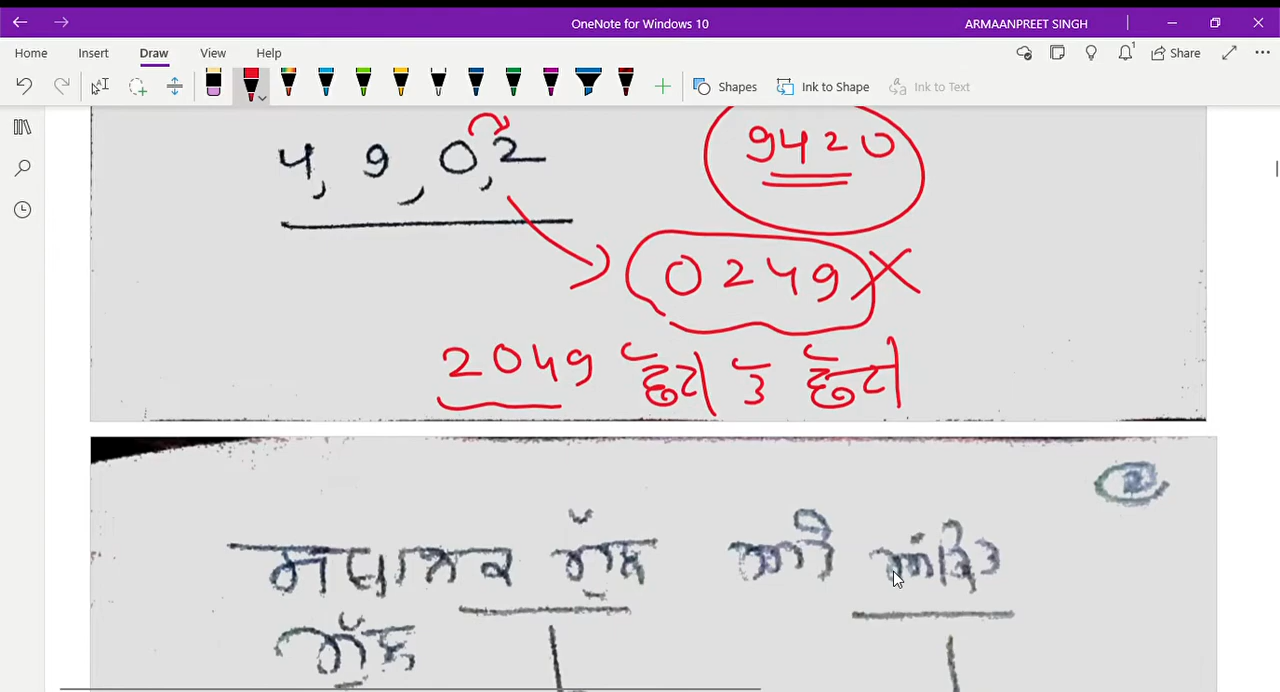 OneNote for Windows 10
ARMAANPREET SINGH
Home Insert Draw View Help
Share
Shapes Ink to Shape Ink to Text
4, 9, 0, 2
9420
0249 X
2049 ਛੋਟੀ ਤੋਂ ਛੋਟੀ
2
ਸਥਾਨਕ ਮੁੱਲ ਅਤੇ ਅੰਕਿਤ
ਮੁੱਲ